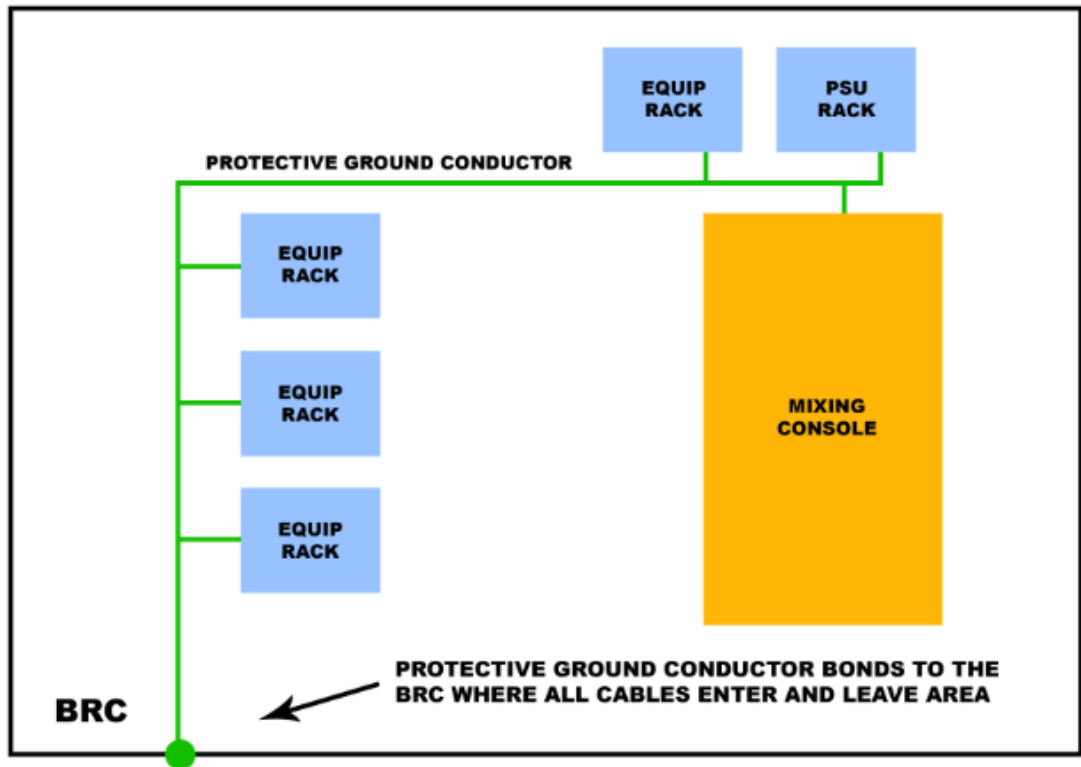 EQUIP
RACK
PSU
RACK
PROTECTIVE GROUND CONDUCTOR
EQUIP
RACK
EQUIP
RACK
MIXING
CONSOLE
EQUIP
RACK
PROTECTIVE GROUND CONDUCTOR BONDS TO THE
BRC WHERE ALL CABLES ENTER AND LEAVE AREA
BRC